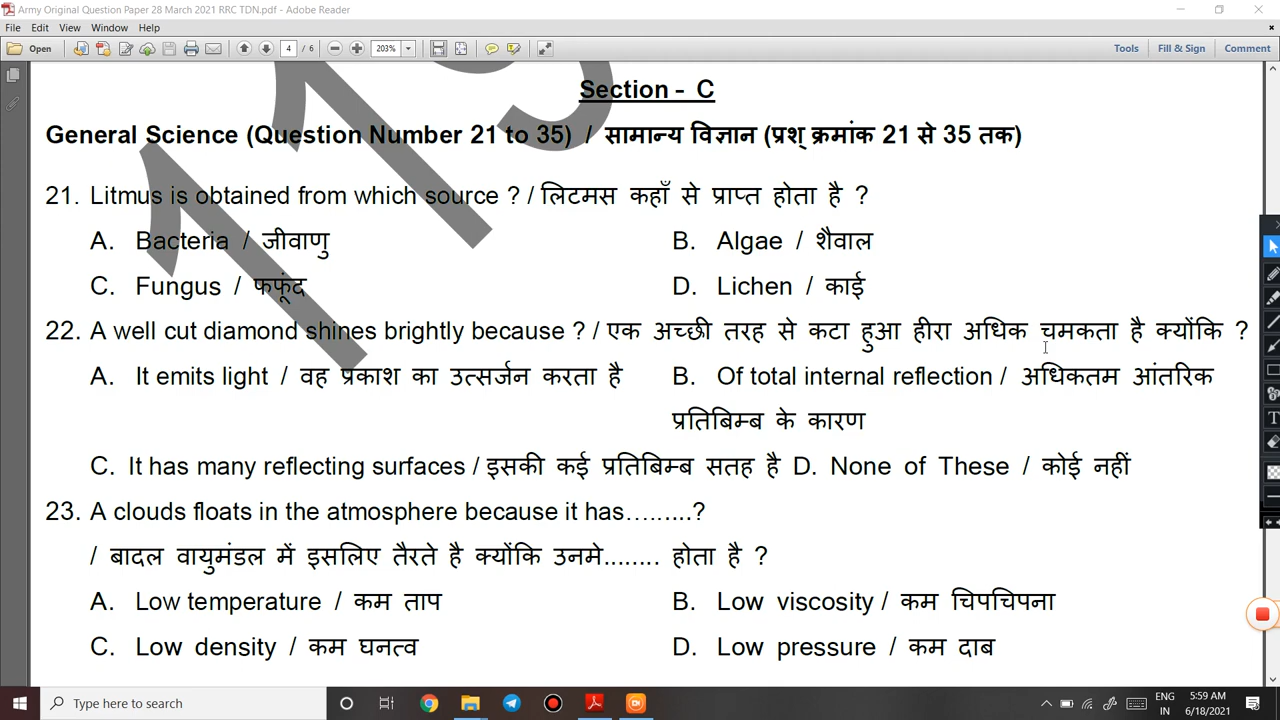 Army Original Question Paper 28 March 2021 RRC TDN.pdf - Adobe Reader
File Edit View Window Help
Open 4 / 6 203% Tools Fill & Sign Comment
Section - C
General Science (Question Number 21 to 35) / सामान्य विज्ञान (प्रश् क्रमांक 21 से 35 तक)
21. Litmus is obtained from which source ? / लिटमस कहाँ से प्राप्त होता है ?
A. Bacteria / जीवाणु B. Algae / शैवाल
C. Fungus / फफूंद D. Lichen / काई
22. A well cut diamond shines brightly because ? / एक अच्छी तरह से कटा हुआ हीरा अधिक चमकता है क्योंकि ?
A. It emits light / वह प्रकाश का उत्सर्जन करता है B. Of total internal reflection / अधिकतम आंतरिक
प्रतिबिम्ब के कारण
C. It has many reflecting surfaces / इसकी कई प्रतिबिम्ब सतह है D. None of These / कोई नहीं
23. A clouds floats in the atmosphere because it has.........?
/ बादल वायुमंडल में इसलिए तैरते है क्योंकि उनमे........ होता है ?
A. Low temperature / कम ताप B. Low viscosity / कम चिपचिपना
C. Low density / कम घनत्व D. Low pressure / कम दाब
Type here to search
ENG 5:59 AM
IN 6/18/2021